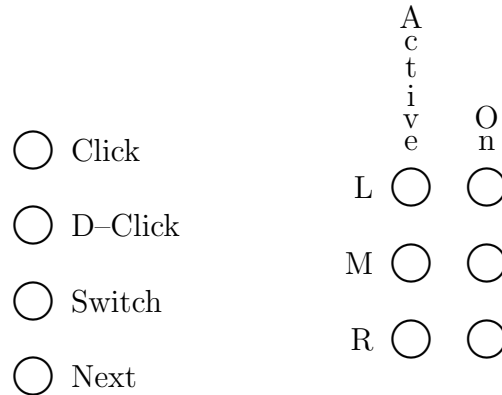 Active
On
Click
L
D–Click
M
Switch
R
Next